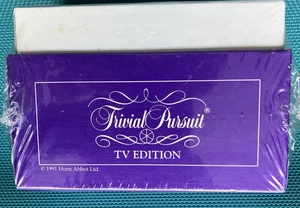 Trivial Pursuit®
TV EDITION
© 1991 Horn Abbot Ltd.